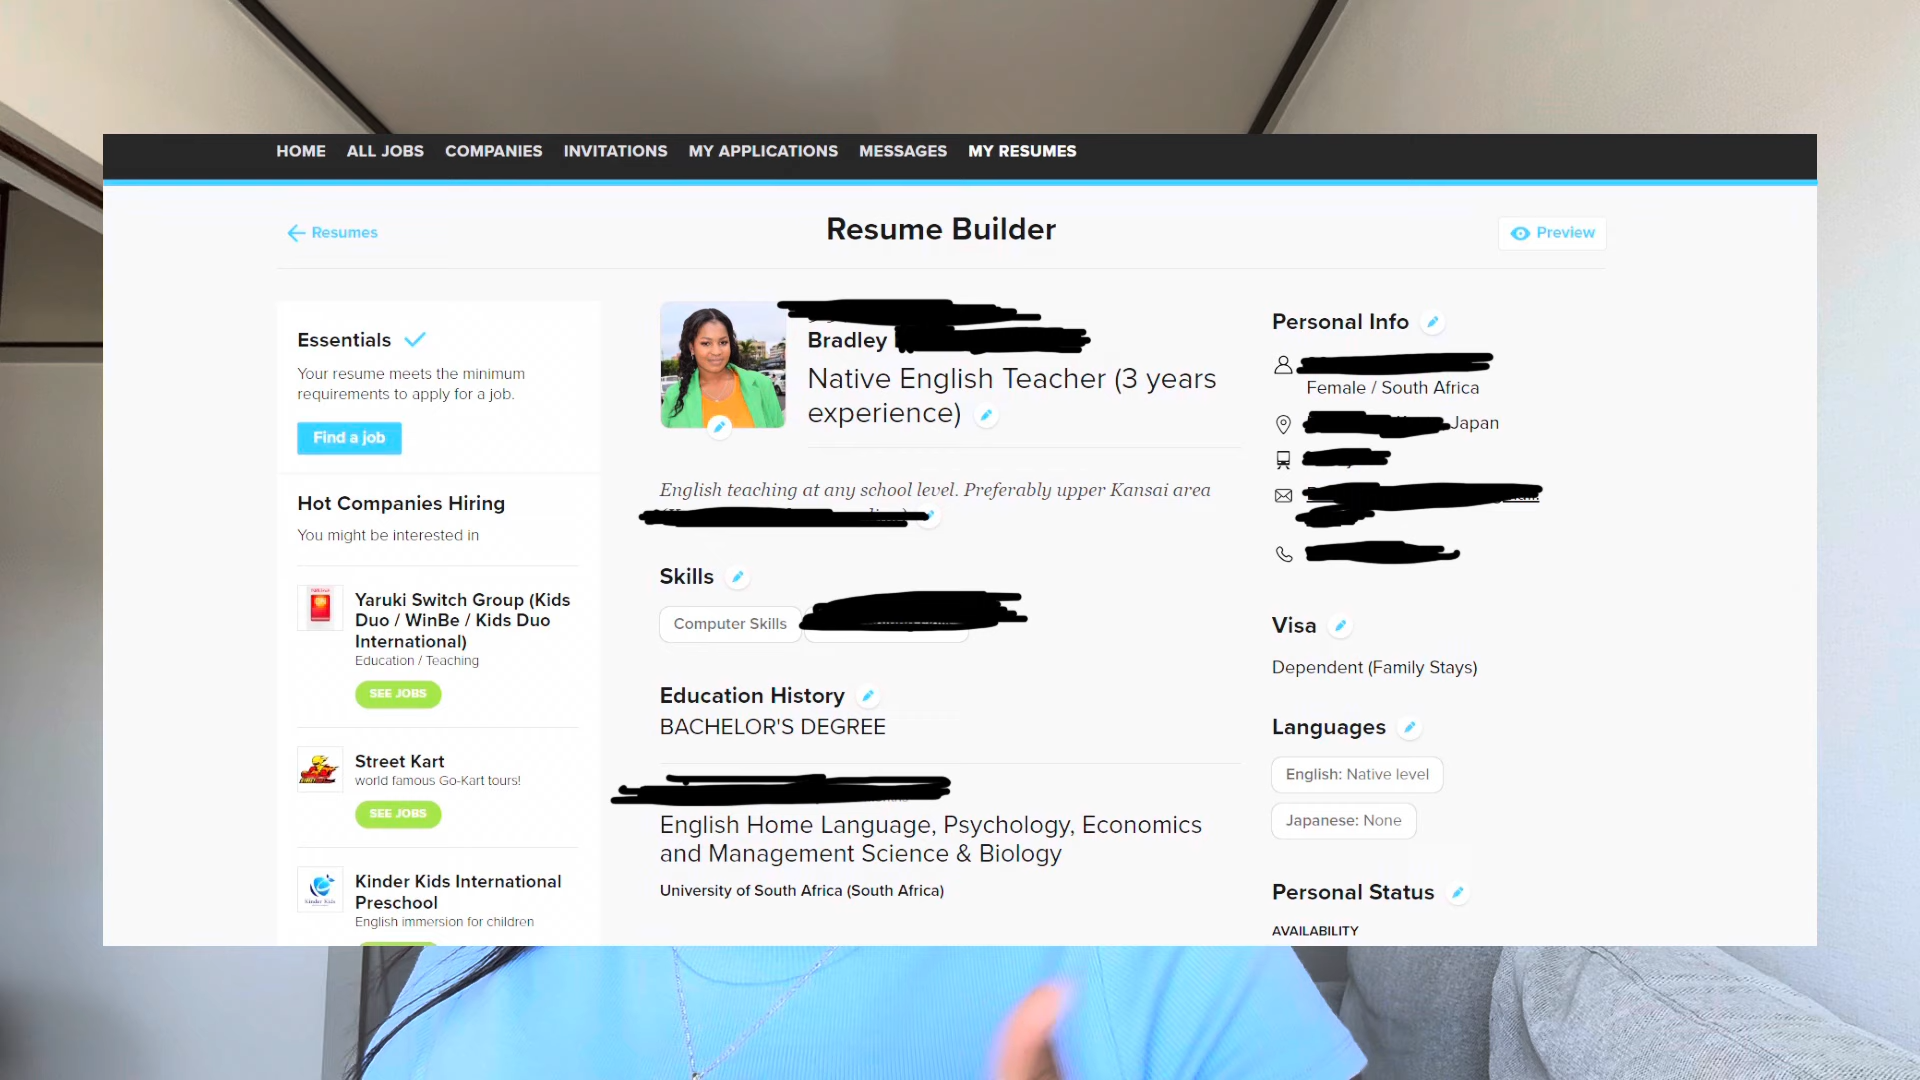 HOME ALL JOBS COMPANIES INVITATIONS MY APPLICATIONS MESSAGES MY RESUMES
Resumes
Resume Builder
Preview
Essentials
Your resume meets the minimum
requirements to apply for a job.
Find a job
Hot Companies Hiring
You might be interested in
Yaruki Switch Group (Kids
Duo / WinBe / Kids Duo
International)
Education / Teaching
SEE JOBS
Street Kart
world famous Go-Kart tours!
SEE JOBS
Kinder Kids International
Preschool
English immersion for children
Bradley
Native English Teacher (3 years
experience)
English teaching at any school level. Preferably upper Kansai area
Skills
Computer Skills
Education History
BACHELOR'S DEGREE
English Home Language, Psychology, Economics
and Management Science & Biology
University of South Africa (South Africa)
Personal Info
Female / South Africa
Japan
Visa
Dependent (Family Stays)
Languages
English: Native level
Japanese: None
Personal Status
AVAILABILITY